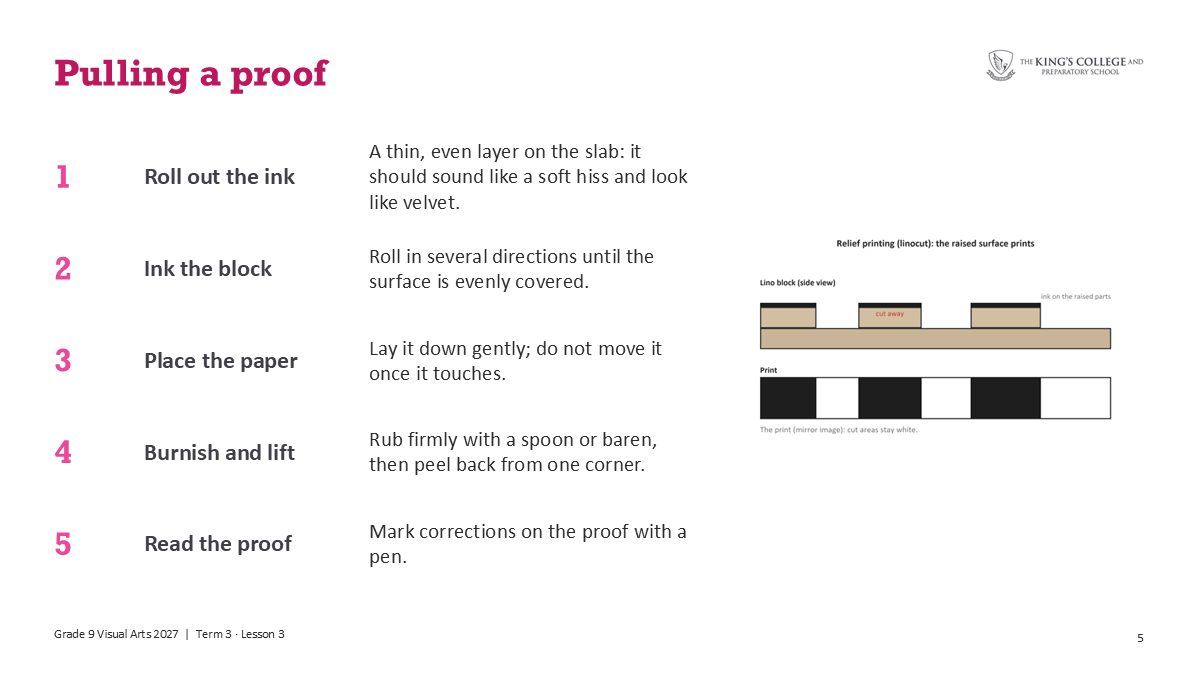 Pulling a proof
THE KING'S COLLEGE AND
PREPARATORY SCHOOL
1
Roll out the ink
A thin, even layer on the slab: it
should sound like a soft hiss and look
like velvet.
2
Ink the block
Roll in several directions until the
surface is evenly covered.
3
Place the paper
Lay it down gently; do not move it
once it touches.
4
Burnish and lift
Rub firmly with a spoon or baren,
then peel back from one corner.
5
Read the proof
Mark corrections on the proof with a
pen.
Relief printing (linocut): the raised surface prints
Lino block (side view)
ink on the raised parts
cut away
Print
The print (mirror image): cut areas stay white.
Grade 9 Visual Arts 2027 | Term 3 · Lesson 3
5